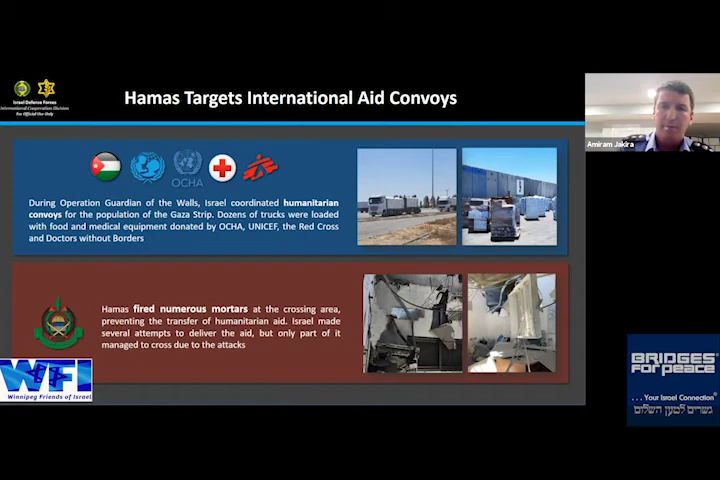 Israel Defense Forces
International Cooperation Division
For Official Use Only
Hamas Targets International Aid Convoys
Amiram Jakira
OCHA
During Operation Guardian of the Walls, Israel coordinated humanitarian
convoys for the population of the Gaza Strip. Dozens of trucks were loaded
with food and medical equipment donated by OCHA, UNICEF, the Red Cross
and Doctors without Borders
Hamas fired numerous mortars at the crossing area,
preventing the transfer of humanitarian aid. Israel made
several attempts to deliver the aid, but only part of it
managed to cross due to the attacks
WFI
Winnipeg Friends of Israel
BRIDGES
FOR PEACE
...Your Israel Connection®
גשרים למען השלום